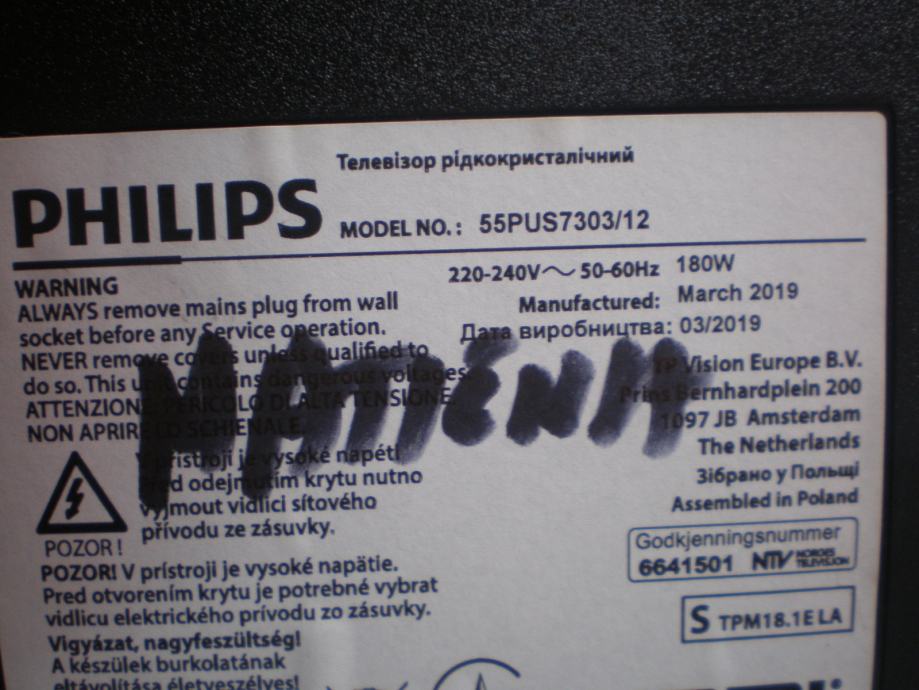 Телевізор рідкокристалічний
PHILIPS
MODEL NO.: 55PUS7303/12
220-240V~ 50-60Hz 180W
Manufactured: March 2019
Дата виробництва: 03/2019
WARNING
ALWAYS remove mains plug from wall
socket before any Service operation.
NEVER remove covers unless qualified to
do so. This unit contains dangerous voltages.
ATTENZIONE, PERICOLO DI ALTA TENSIONE
NON APRIRE LO SCHIENALE.
TP Vision Europe B.V.
Prins Bernhardplein 200
1097 JB Amsterdam
The Netherlands
Зібрано у Польщі
Assembled in Poland
V přístroji je vysoké napětí
Před odejmutím krytu nutno
vyjmout vidlici síťového
přívodu ze zásuvky.
POZOR!
Godkjenningsnummer
6641501 NTV NORGES
TELEVISJON
S TPM18.1E LA
POZOR! V prístroji je vysoké napätie.
Pred otvorením krytu je potrebné vybrat
vidlicu elektrického prívodu zo zásuvky.
Vigyázat, nagyfeszültség!
A készülek burkolatának
eltávolítása életveszélyes!